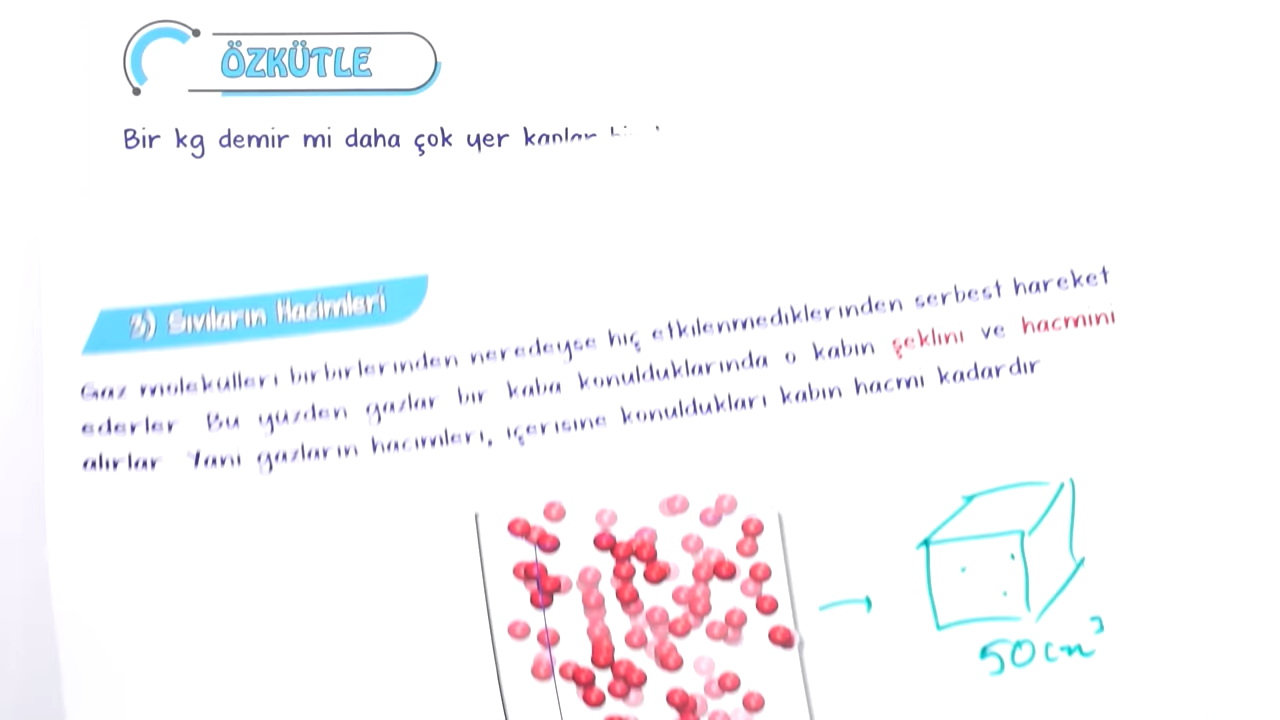 ÖZKÜTLE
Bir kg demir mi daha çok yer kaplar
3) Sıvıların Hacimleri
Gaz molekülleri birbirlerinden neredeyse hiç etkilenmediklerinden serbest hareket
ederler Bu yüzden gazlar bir kaba konulduklarında o kabın şeklini ve hacmini
alırlar Yani gazların hacimleri, içerisine konuldukları kabın hacmi kadardır
50 cm³